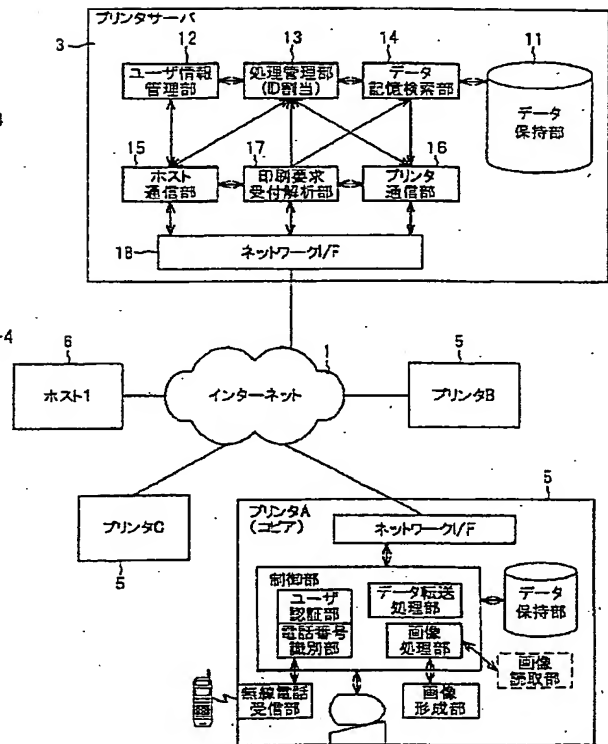 プリンタサーバ
3
12
13
14
11
ユーザ情報
管理部
処理管理部
(ID割当)
データ
記憶検索部
データ
保持部
4
15
17
16
ホスト
通信部
印刷要求
受付解析部
プリンタ
通信部
18
ネットワークI/F
-4
6
1
5
ホスト1
インターネット
プリンタB
プリンタC
5
5
プリンタA
(コピア)
ネットワークI/F
制御部
ユーザ
認証部
電話番号
識別部
データ転送
処理部
画像
処理部
データ
保持部
画像
読取部
無線電話
受信部
画像
形成部